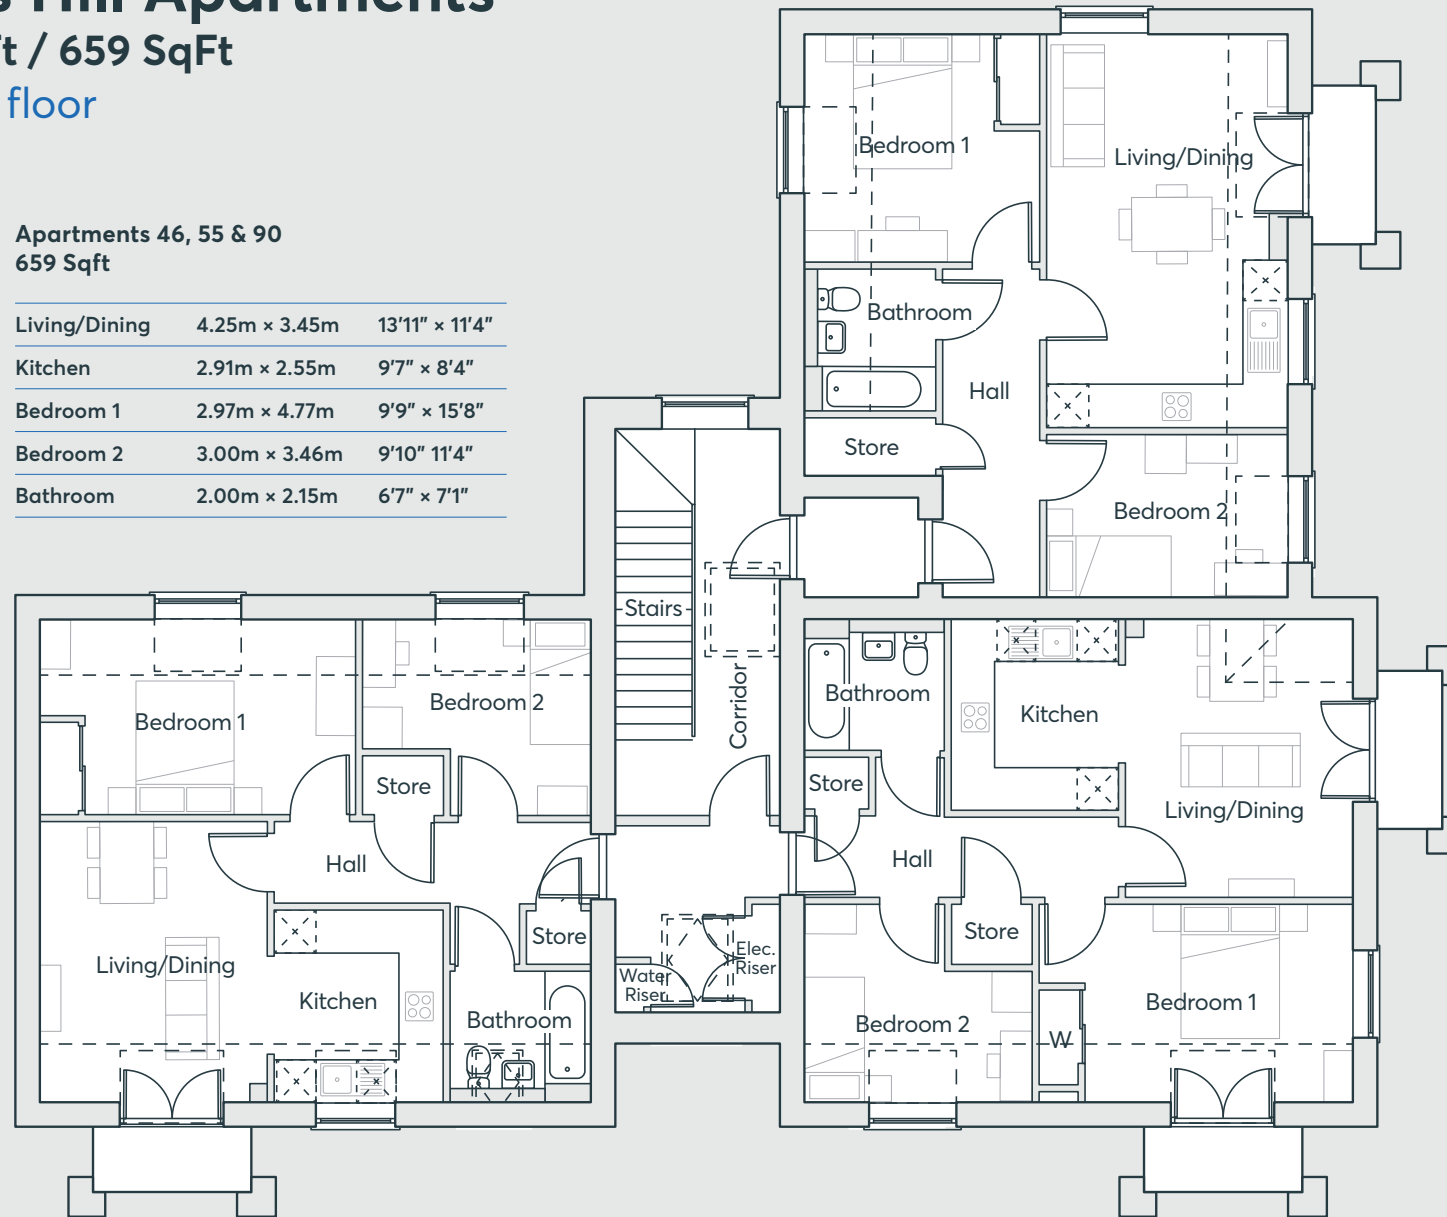 Hill Apartments
/ 659 SqFt
floor
Apartments 46, 55 & 90
659 Sqft
Living/Dining 4.25m × 3.45m 13'11" × 11'4"
Kitchen 2.91m × 2.55m 9'7" × 8'4"
Bedroom 1 2.97m × 4.77m 9'9" × 15'8"
Bedroom 2 3.00m × 3.46m 9'10" 11'4"
Bathroom 2.00m × 2.15m 6'7" × 7'1"
Bedroom 1
Living/Dining
Bathroom
Hall
Store
Bedroom 2
Stairs
Corridor
Bedroom 1
Bedroom 2
Store
Hall
Living/Dining
Kitchen
Store
Bathroom
Water
Riser
Elec.
Riser
Bathroom
Kitchen
Store
Living/Dining
Hall
Store
Bedroom 2
W
Bedroom 1